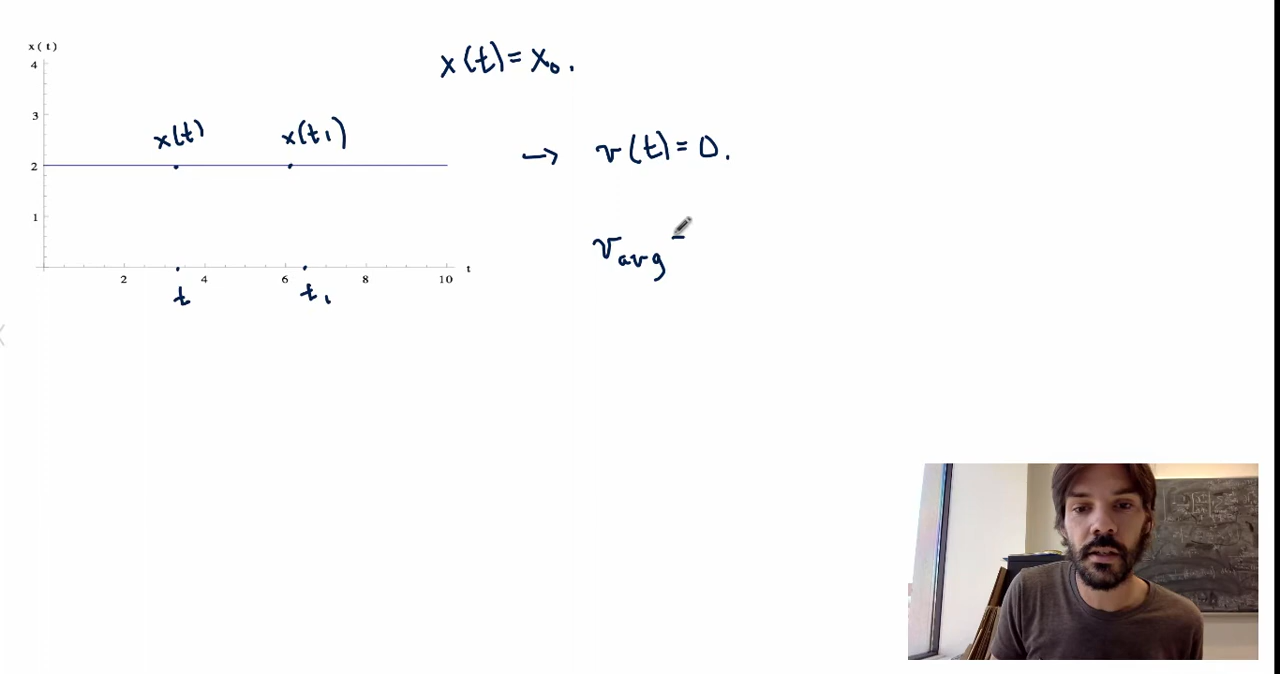 x(t)
4
3
2
1
2 4 6 8 10 t
x(t) x(t₁)
t t₁
x(t) = x₀.
→ v(t) = 0.
v_avg =